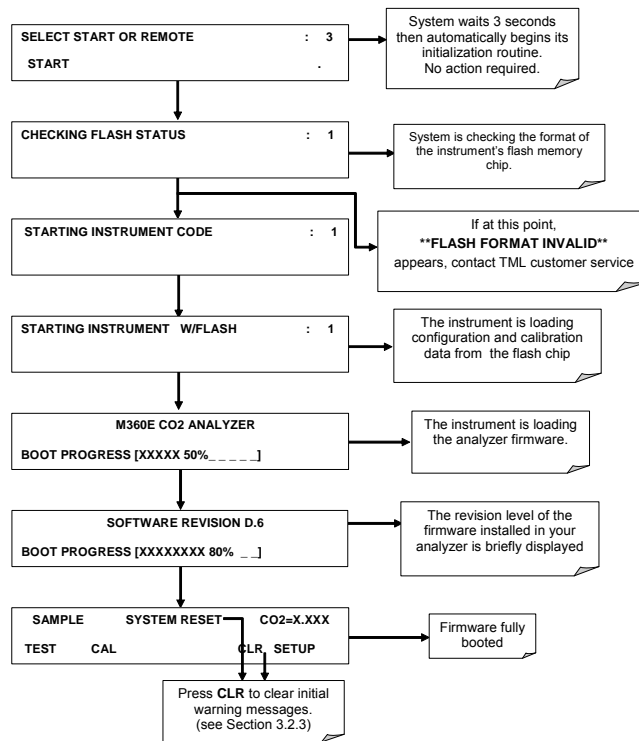 SELECT START OR REMOTE : 3
START .
System waits 3 seconds
then automatically begins its
initialization routine.
No action required.
CHECKING FLASH STATUS : 1
System is checking the format of
the instrument's flash memory
chip.
STARTING INSTRUMENT CODE : 1
If at this point,
**FLASH FORMAT INVALID**
appears, contact TML customer service
STARTING INSTRUMENT W/FLASH : 1
The instrument is loading
configuration and calibration
data from the flash chip
M360E CO2 ANALYZER
BOOT PROGRESS [XXXXX 50%_ _ _ _ _]
The instrument is loading
the analyzer firmware.
SOFTWARE REVISION D.6
BOOT PROGRESS [XXXXXXXX 80% _ _]
The revision level of the
firmware installed in your
analyzer is briefly displayed
SAMPLE SYSTEM RESET CO2=X.XXX
TEST CAL CLR SETUP
Firmware fully
booted
Press CLR to clear initial
warning messages.
(see Section 3.2.3)